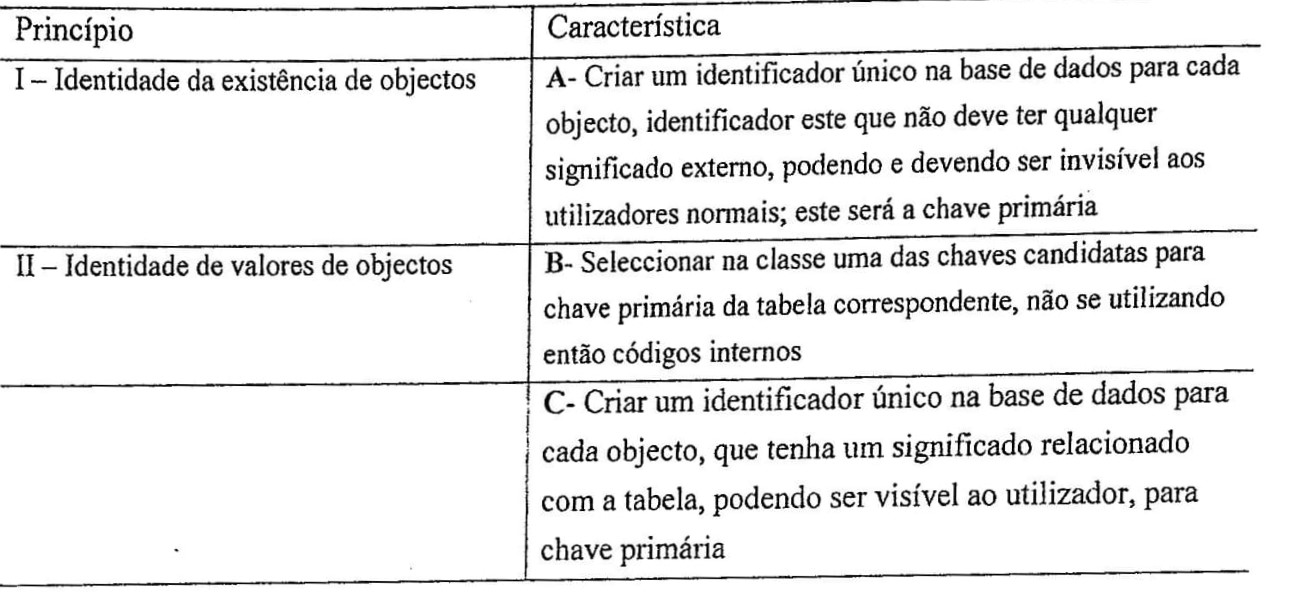 Princípio
Característica
I – Identidade da existência de objectos
A- Criar um identificador único na base de dados para cada
objecto, identificador este que não deve ter qualquer
significado externo, podendo e devendo ser invisível aos
utilizadores normais; este será a chave primária
II – Identidade de valores de objectos
B- Seleccionar na classe uma das chaves candidatas para
chave primária da tabela correspondente, não se utilizando
então códigos internos
C- Criar um identificador único na base de dados para
cada objecto, que tenha um significado relacionado
com a tabela, podendo ser visível ao utilizador, para
chave primária